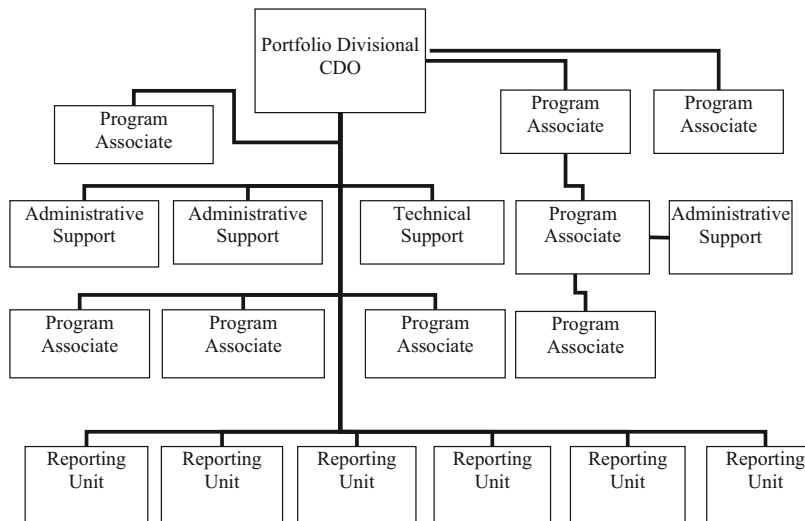 Portfolio Divisional
CDO
Program
Associate
Program
Associate
Program
Associate
Administrative
Support
Administrative
Support
Technical
Support
Program
Associate
Administrative
Support
Program
Associate
Program
Associate
Program
Associate
Program
Associate
Reporting
Unit
Reporting
Unit
Reporting
Unit
Reporting
Unit
Reporting
Unit
Reporting
Unit